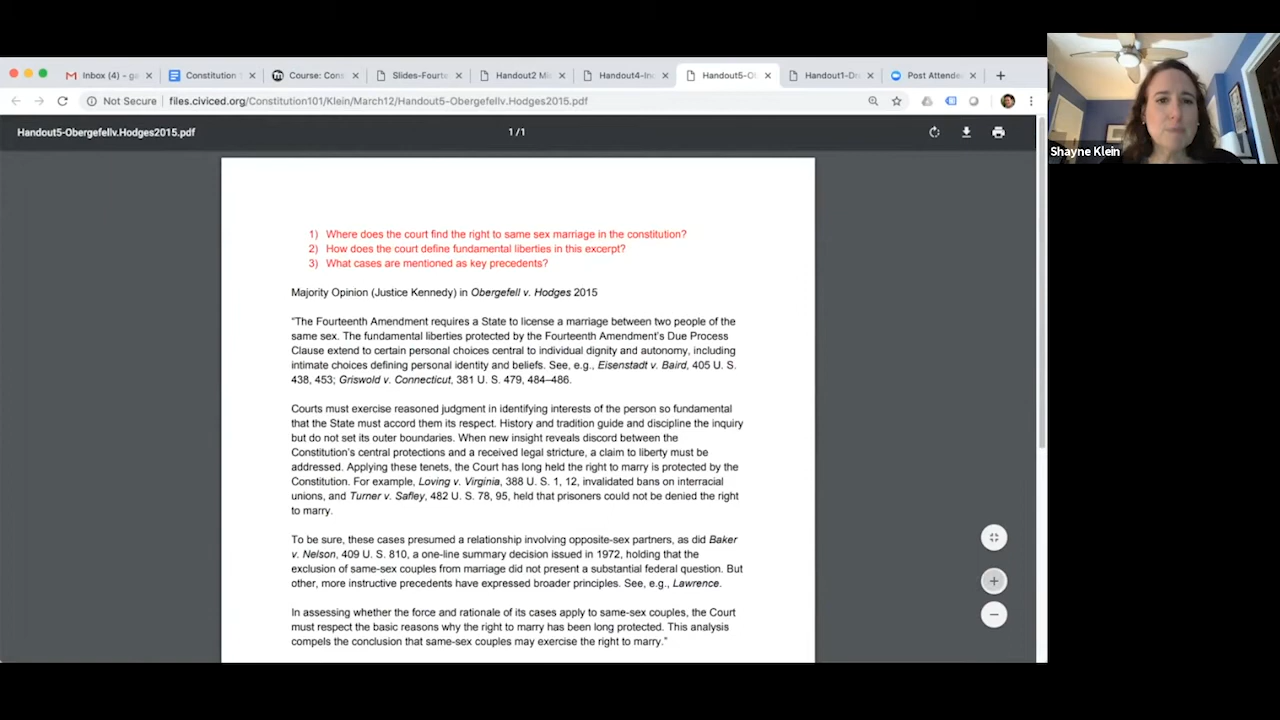 Inbox (4) – ga
Constitution
Course: Cons
Slides-Fourte
Handout2 Mi
Handout4-In
Handout5-O
Handout1-Dr
Post Attende
Not Secure | files.civiced.org/Constitution101/Klein/March12/Handout5-Obergefellv.Hodges2015.pdf
Handout5-Obergefellv.Hodges2015.pdf
1 / 1
Shayne Klein
1) Where does the court find the right to same sex marriage in the constitution?
2) How does the court define fundamental liberties in this excerpt?
3) What cases are mentioned as key precedents?
Majority Opinion (Justice Kennedy) in Obergefell v. Hodges 2015
“The Fourteenth Amendment requires a State to license a marriage between two people of the
same sex. The fundamental liberties protected by the Fourteenth Amendment's Due Process
Clause extend to certain personal choices central to individual dignity and autonomy, including
intimate choices defining personal identity and beliefs. See, e.g., Eisenstadt v. Baird, 405 U. S.
438, 453; Griswold v. Connecticut, 381 U. S. 479, 484–486.
Courts must exercise reasoned judgment in identifying interests of the person so fundamental
that the State must accord them its respect. History and tradition guide and discipline the inquiry
but do not set its outer boundaries. When new insight reveals discord between the
Constitution's central protections and a received legal stricture, a claim to liberty must be
addressed. Applying these tenets, the Court has long held the right to marry is protected by the
Constitution. For example, Loving v. Virginia, 388 U. S. 1, 12, invalidated bans on interracial
unions, and Turner v. Safley, 482 U. S. 78, 95, held that prisoners could not be denied the right
to marry.
To be sure, these cases presumed a relationship involving opposite-sex partners, as did Baker
v. Nelson, 409 U. S. 810, a one-line summary decision issued in 1972, holding that the
exclusion of same-sex couples from marriage did not present a substantial federal question. But
other, more instructive precedents have expressed broader principles. See, e.g., Lawrence.
In assessing whether the force and rationale of its cases apply to same-sex couples, the Court
must respect the basic reasons why the right to marry has been long protected. This analysis
compels the conclusion that same-sex couples may exercise the right to marry.”